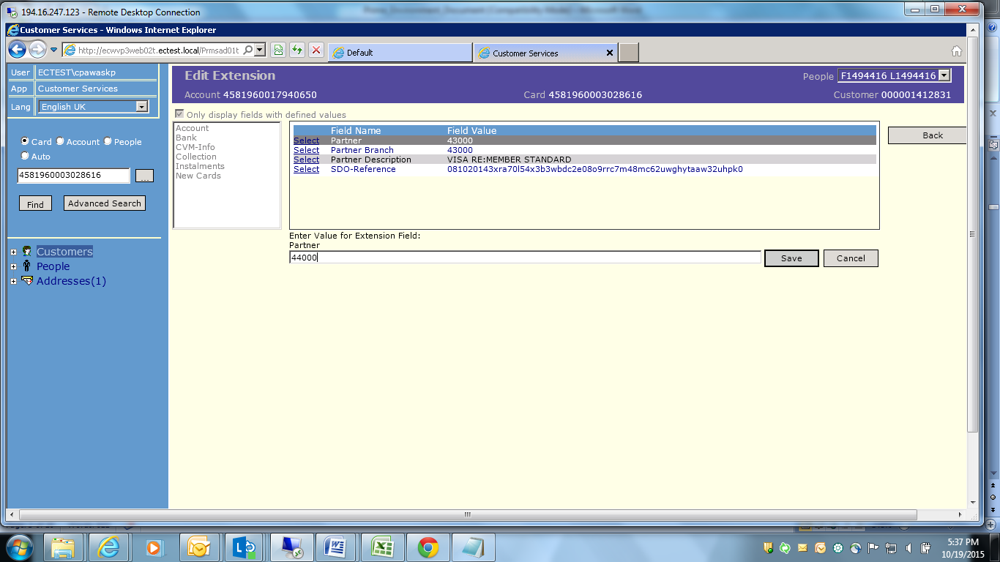 194.16.247.123 - Remote Desktop Connection
Customer Services - Windows Internet Explorer
http://ecwvp3web02t.ectest.local/Prmsad01t
Default
Customer Services
User ECTEST\cpawaskp
App Customer Services
Lang English UK
Card Account People
Auto
4581960003028616 ...
Find Advanced Search
Customers
People
Addresses(1)
Edit Extension
People F1494416 L1494416
Account 4581960017940650 Card 4581960003028616 Customer 000001412831
Only display fields with defined values
Account
Bank
CVM-Info
Collection
Instalments
New Cards
Field Name Field Value
Select Partner 43000
Select Partner Branch 43000
Select Partner Description VISA RE:MEMBER STANDARD
Select SDO-Reference 081020143xra70l54x3b3wbdc2e08o9rrc7m48mc62uwghytaaw32uhpk0
Back
Enter Value for Extension Field:
Partner
44000
Save Cancel
5:37 PM
10/19/2015